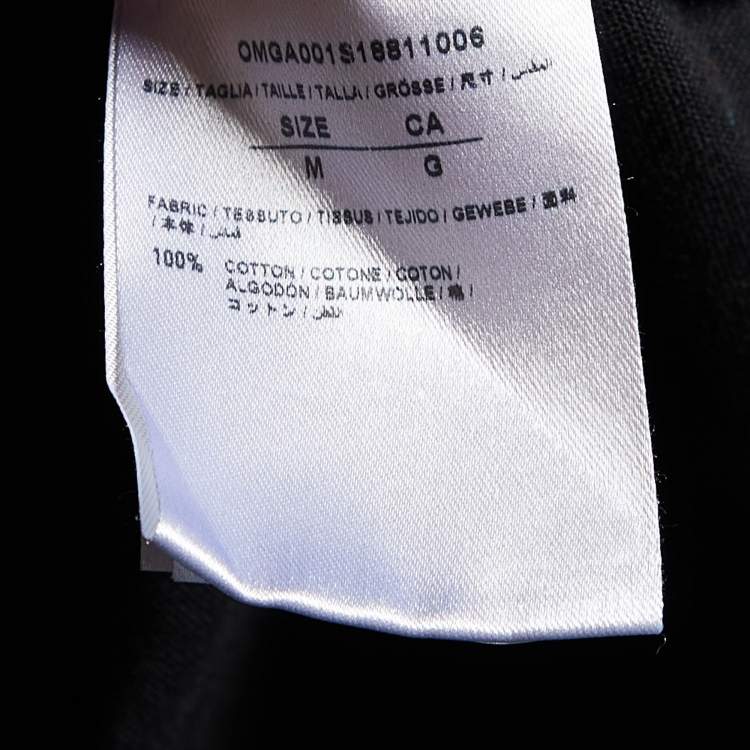 OMGA001S18811006
SIZE / TAGLIA / TAILLE / TALLA / GRÖSSE / 尺寸 / المقاس
SIZE CA
M G
FABRIC / TESSUTO / TISSUS / TEJIDO / GEWEBE / 面料
/ 本体 / قماش
100% COTTON / COTONE / COTON /
ALGODÓN / BAUMWOLLE / 棉 /
コットン / القطن